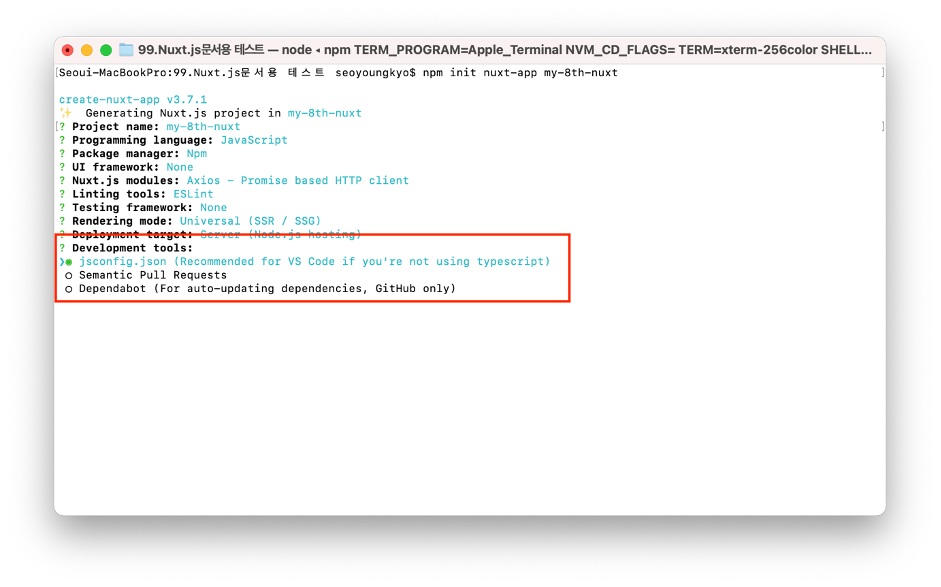 99.Nuxt.js문서용 테스트 — node ◂ npm TERM_PROGRAM=Apple_Terminal NVM_CD_FLAGS= TERM=xterm-256color SHELL...
[Seoui-MacBookPro:99.Nuxt.js문 서 용 테 스 트 seoyoungkyo$ npm init nuxt-app my-8th-nuxt ]
create-nuxt-app v3.7.1
✨ Generating Nuxt.js project in my-8th-nuxt
[? Project name: my-8th-nuxt ]
? Programming language: JavaScript
? Package manager: Npm
? UI framework: None
? Nuxt.js modules: Axios - Promise based HTTP client
? Linting tools: ESLint
? Testing framework: None
? Rendering mode: Universal (SSR / SSG)
? Deployment target: Server (Node.js hosting)
? Development tools:
❯◉ jsconfig.json (Recommended for VS Code if you're not using typescript)
○ Semantic Pull Requests
○ Dependabot (For auto-updating dependencies, GitHub only)